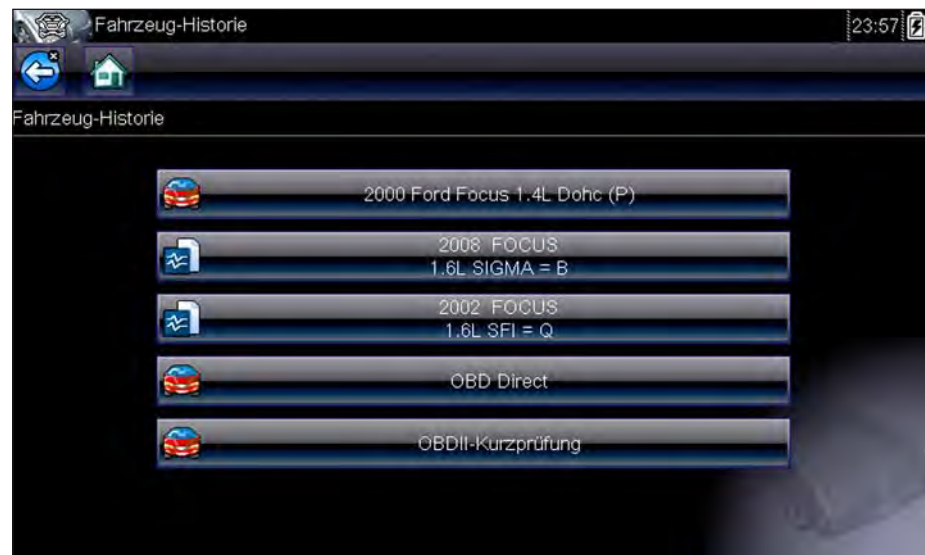 Fahrzeug-Historie
23:57
Fahrzeug-Historie
2000 Ford Focus 1.4L Dohc (P)
2008 FOCUS
1.6L SIGMA = B
2002 FOCUS
1.6L SFI = Q
OBD Direct
OBDII-Kurzprüfung